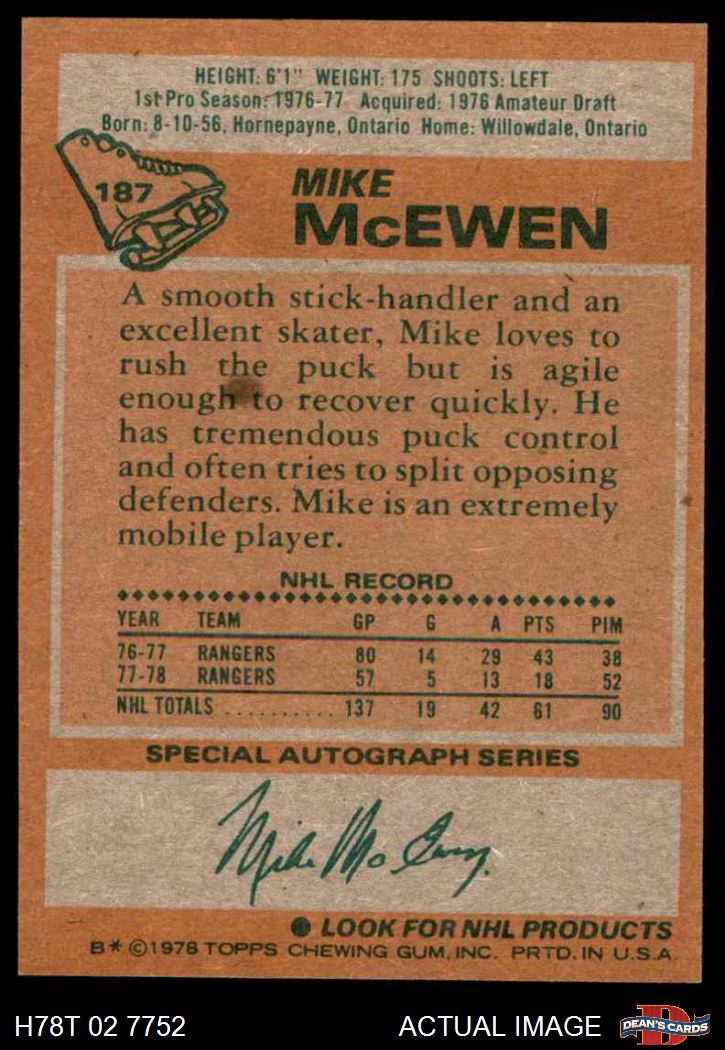 HEIGHT: 6'1" WEIGHT: 175 SHOOTS: LEFT
1st Pro Season: 1976-77 Acquired: 1976 Amateur Draft
Born: 8-10-56, Hornepayne, Ontario Home: Willowdale, Ontario
187
MIKE
McEWEN
A smooth stick-handler and an
excellent skater, Mike loves to
rush the puck but is agile
enough to recover quickly. He
has tremendous puck control
and often tries to split opposing
defenders. Mike is an extremely
mobile player.
NHL RECORD
YEAR TEAM GP G A PTS PIM
76-77 RANGERS 80 14 29 43 38
77-78 RANGERS 57 5 13 18 52
NHL TOTALS .......... 137 19 42 61 90
SPECIAL AUTOGRAPH SERIES
Mike McEwen
● LOOK FOR NHL PRODUCTS
B* ©1978 TOPPS CHEWING GUM, INC. PRTD. IN U.S.A.
H78T 02 7752 ACTUAL IMAGE D DEAN'S CARDS